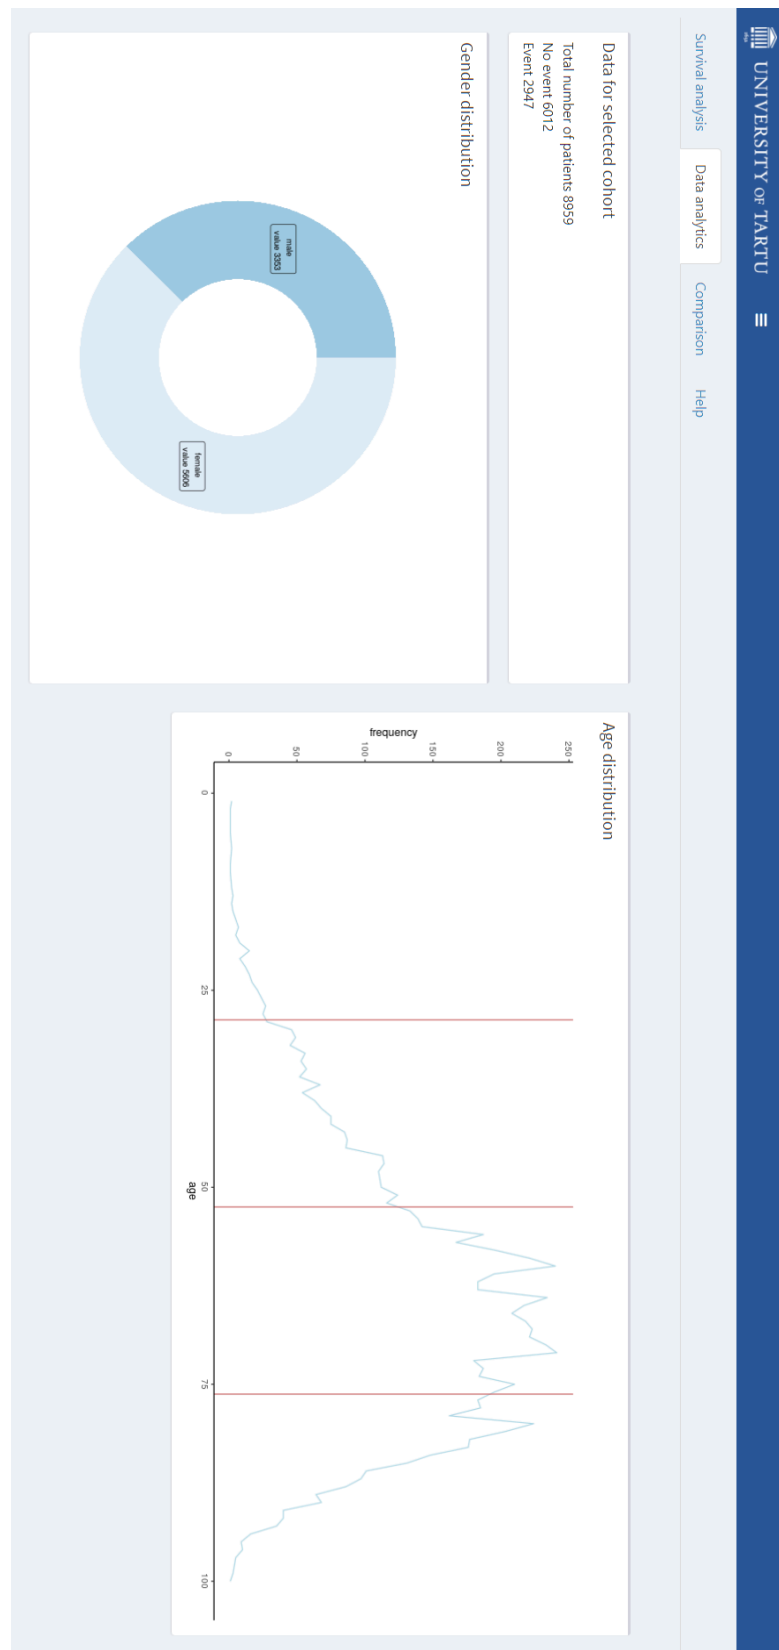 UNIVERSITY OF TARTU
Survival analysis
Data analytics
Comparison
Help
Data for selected cohort
Total number of patients 8959
No event 6012
Event 2947
Gender distribution
male
value 3353
female
value 5606
Age distribution
frequency
250
200
150
100
50
0
0
25
50
75
100
age